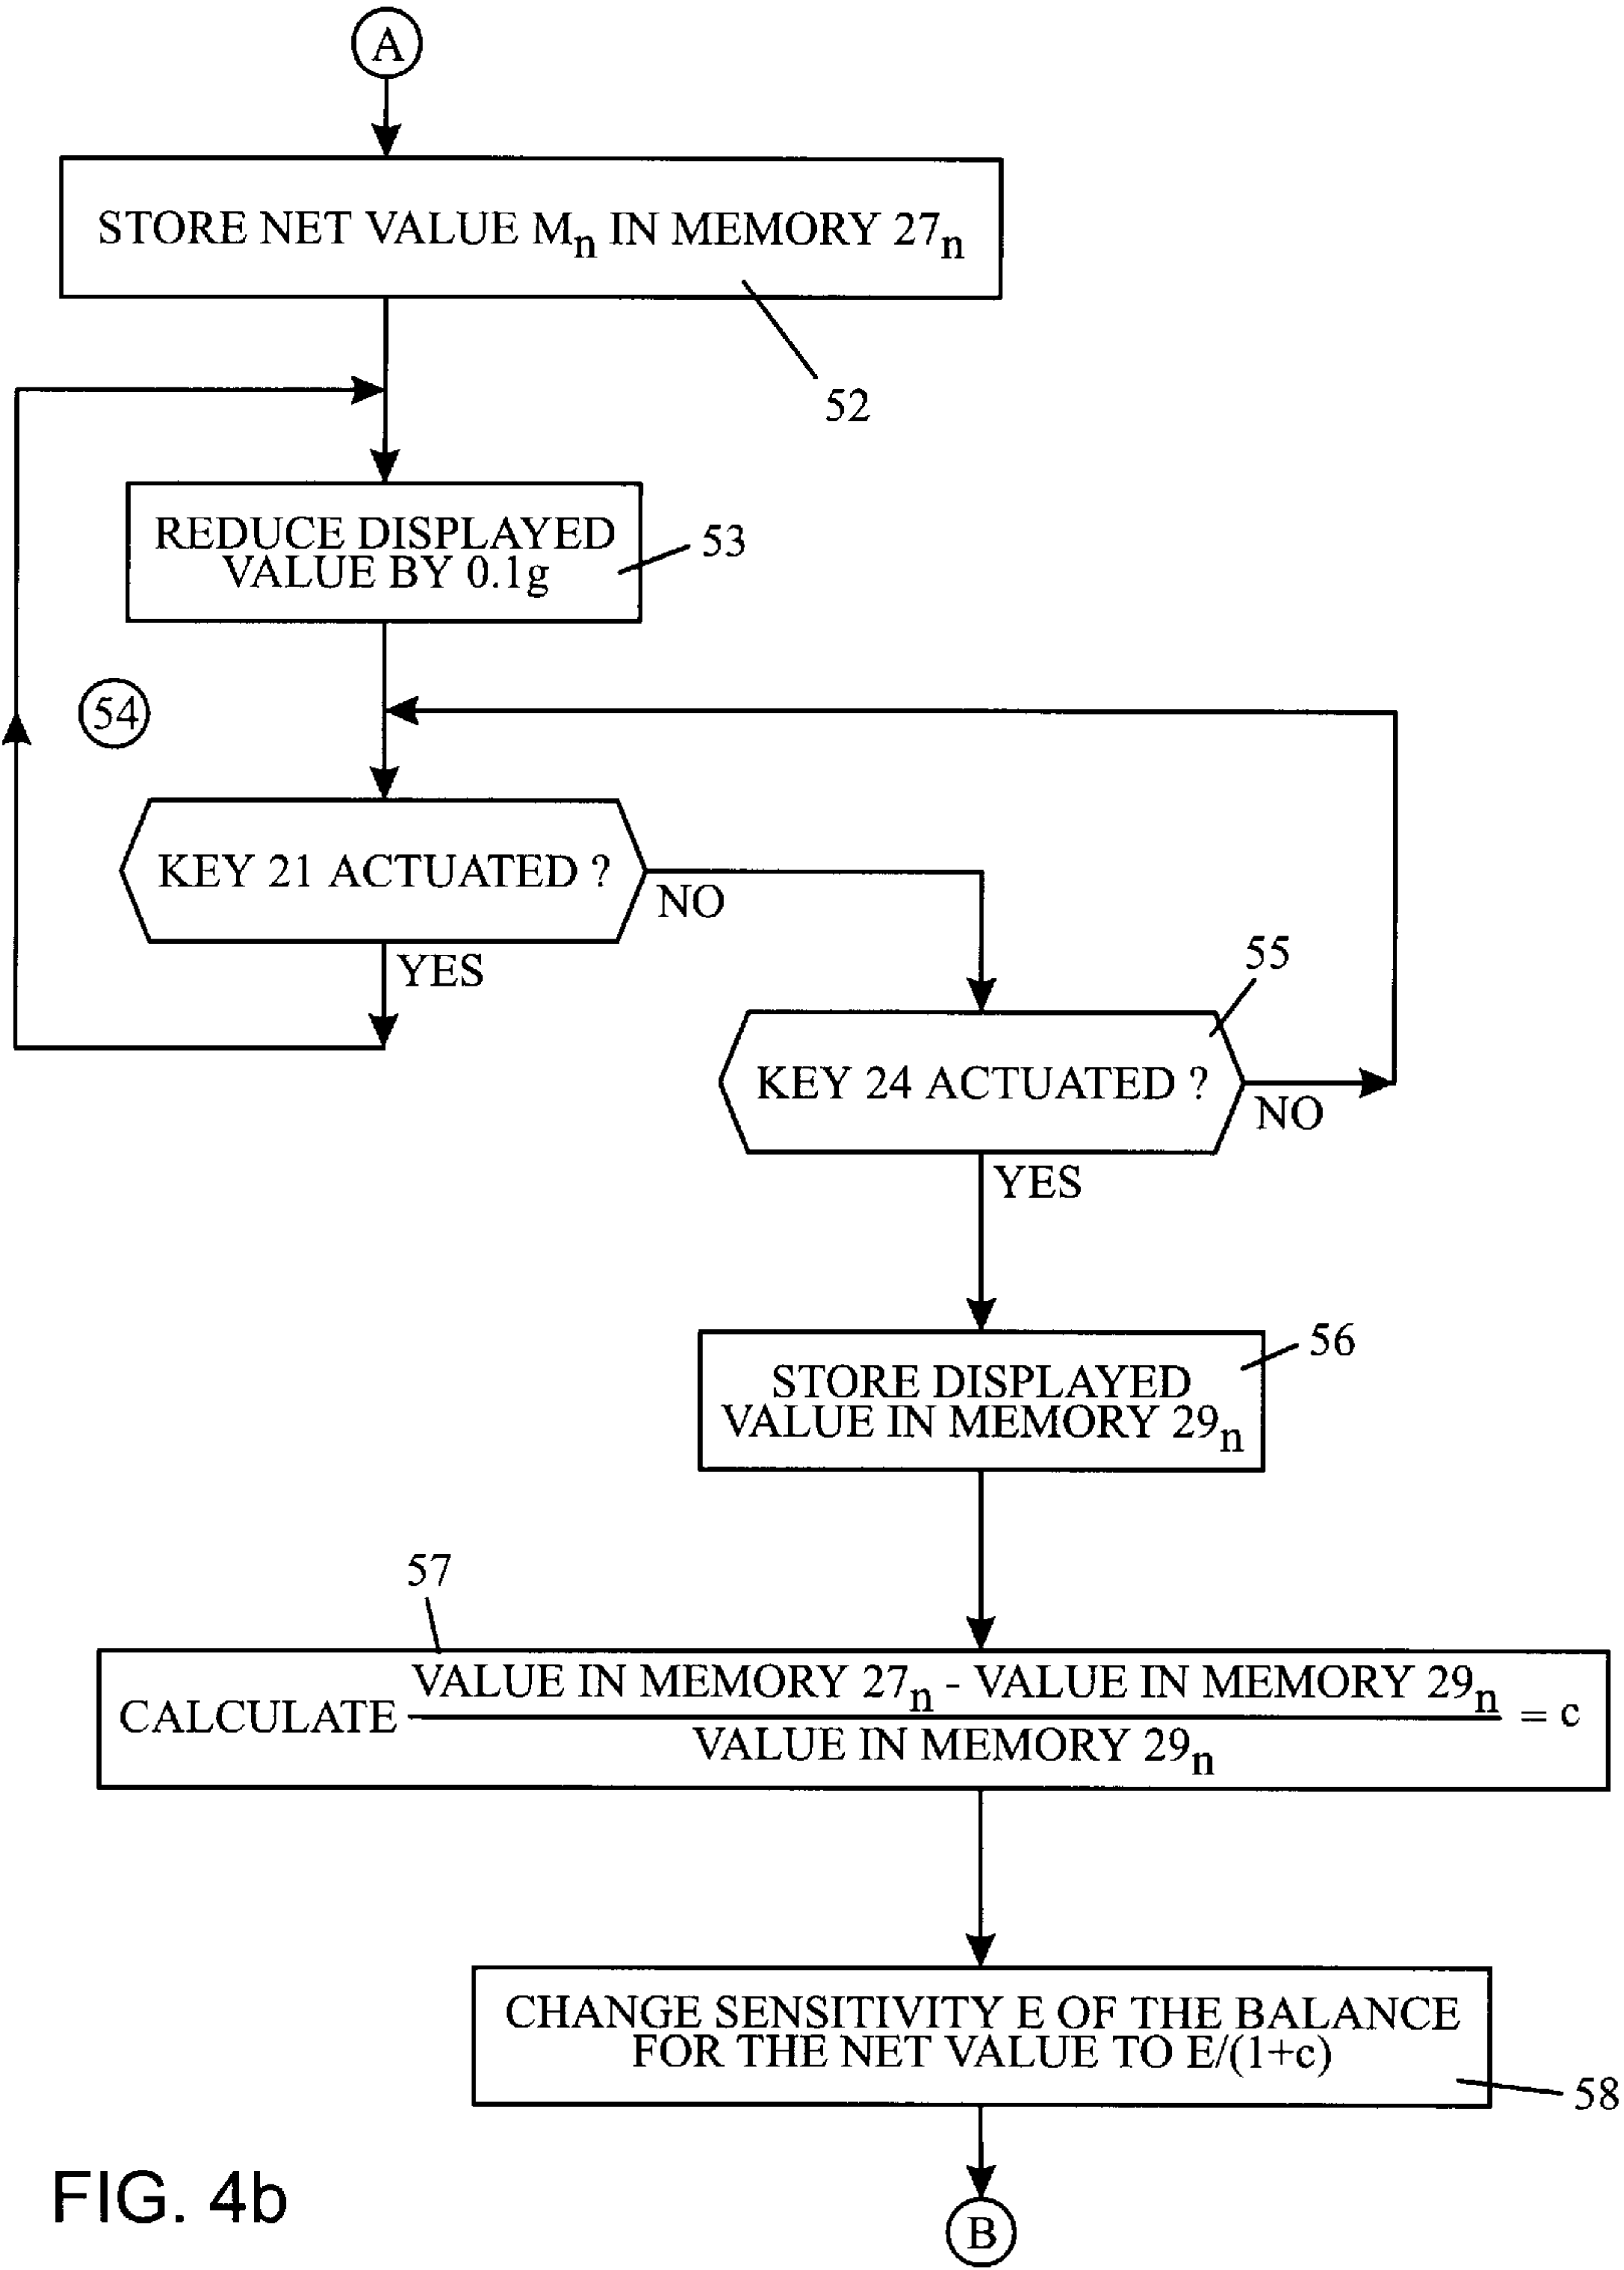 A
STORE NET VALUE Mn IN MEMORY 27n
52
REDUCE DISPLAYED
VALUE BY 0.1g
53
54
KEY 21 ACTUATED ?
NO
YES
55
KEY 24 ACTUATED ?
NO
YES
56
STORE DISPLAYED
VALUE IN MEMORY 29n
57
VALUE IN MEMORY 27n - VALUE IN MEMORY 29n
CALCULATE = c
VALUE IN MEMORY 29n
CHANGE SENSITIVITY E OF THE BALANCE
FOR THE NET VALUE TO E/(1+c)
58
B
FIG. 4b